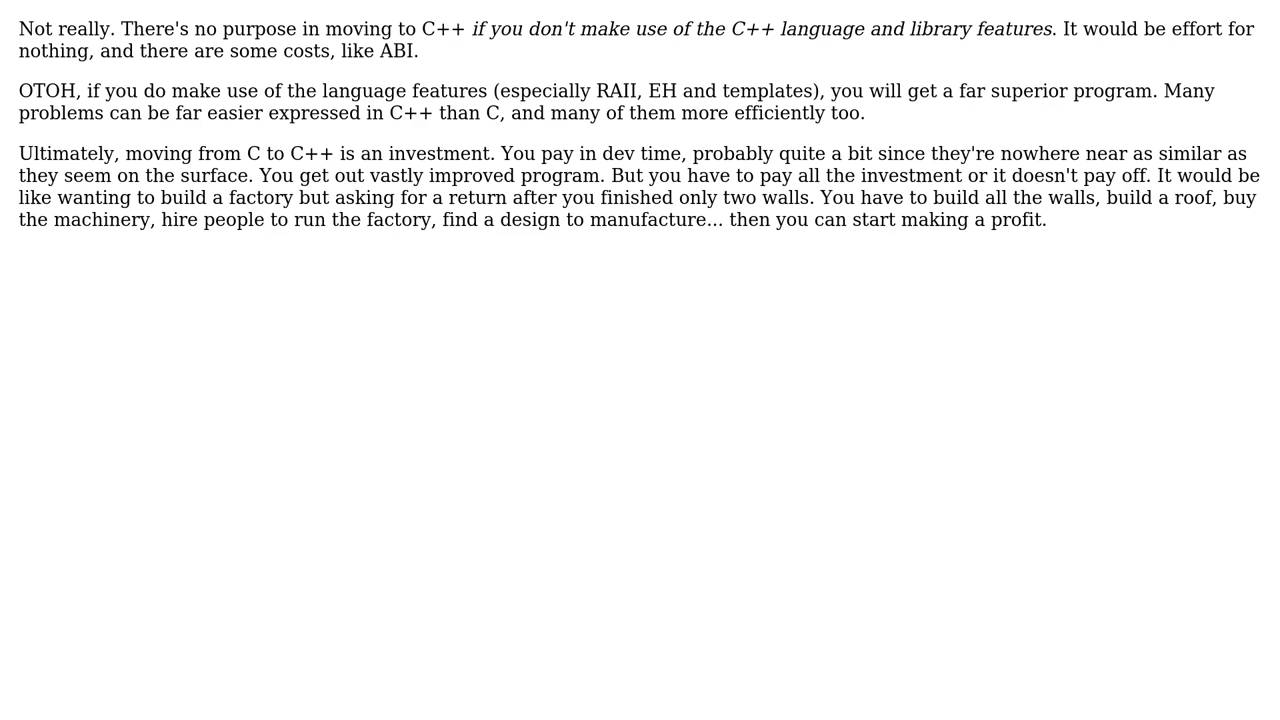 Not really. There's no purpose in moving to C++ if you don't make use of the C++ language and library features. It would be effort for
nothing, and there are some costs, like ABI.
OTOH, if you do make use of the language features (especially RAII, EH and templates), you will get a far superior program. Many
problems can be far easier expressed in C++ than C, and many of them more efficiently too.
Ultimately, moving from C to C++ is an investment. You pay in dev time, probably quite a bit since they're nowhere near as similar as
they seem on the surface. You get out vastly improved program. But you have to pay all the investment or it doesn't pay off. It would be
like wanting to build a factory but asking for a return after you finished only two walls. You have to build all the walls, build a roof, buy
the machinery, hire people to run the factory, find a design to manufacture... then you can start making a profit.